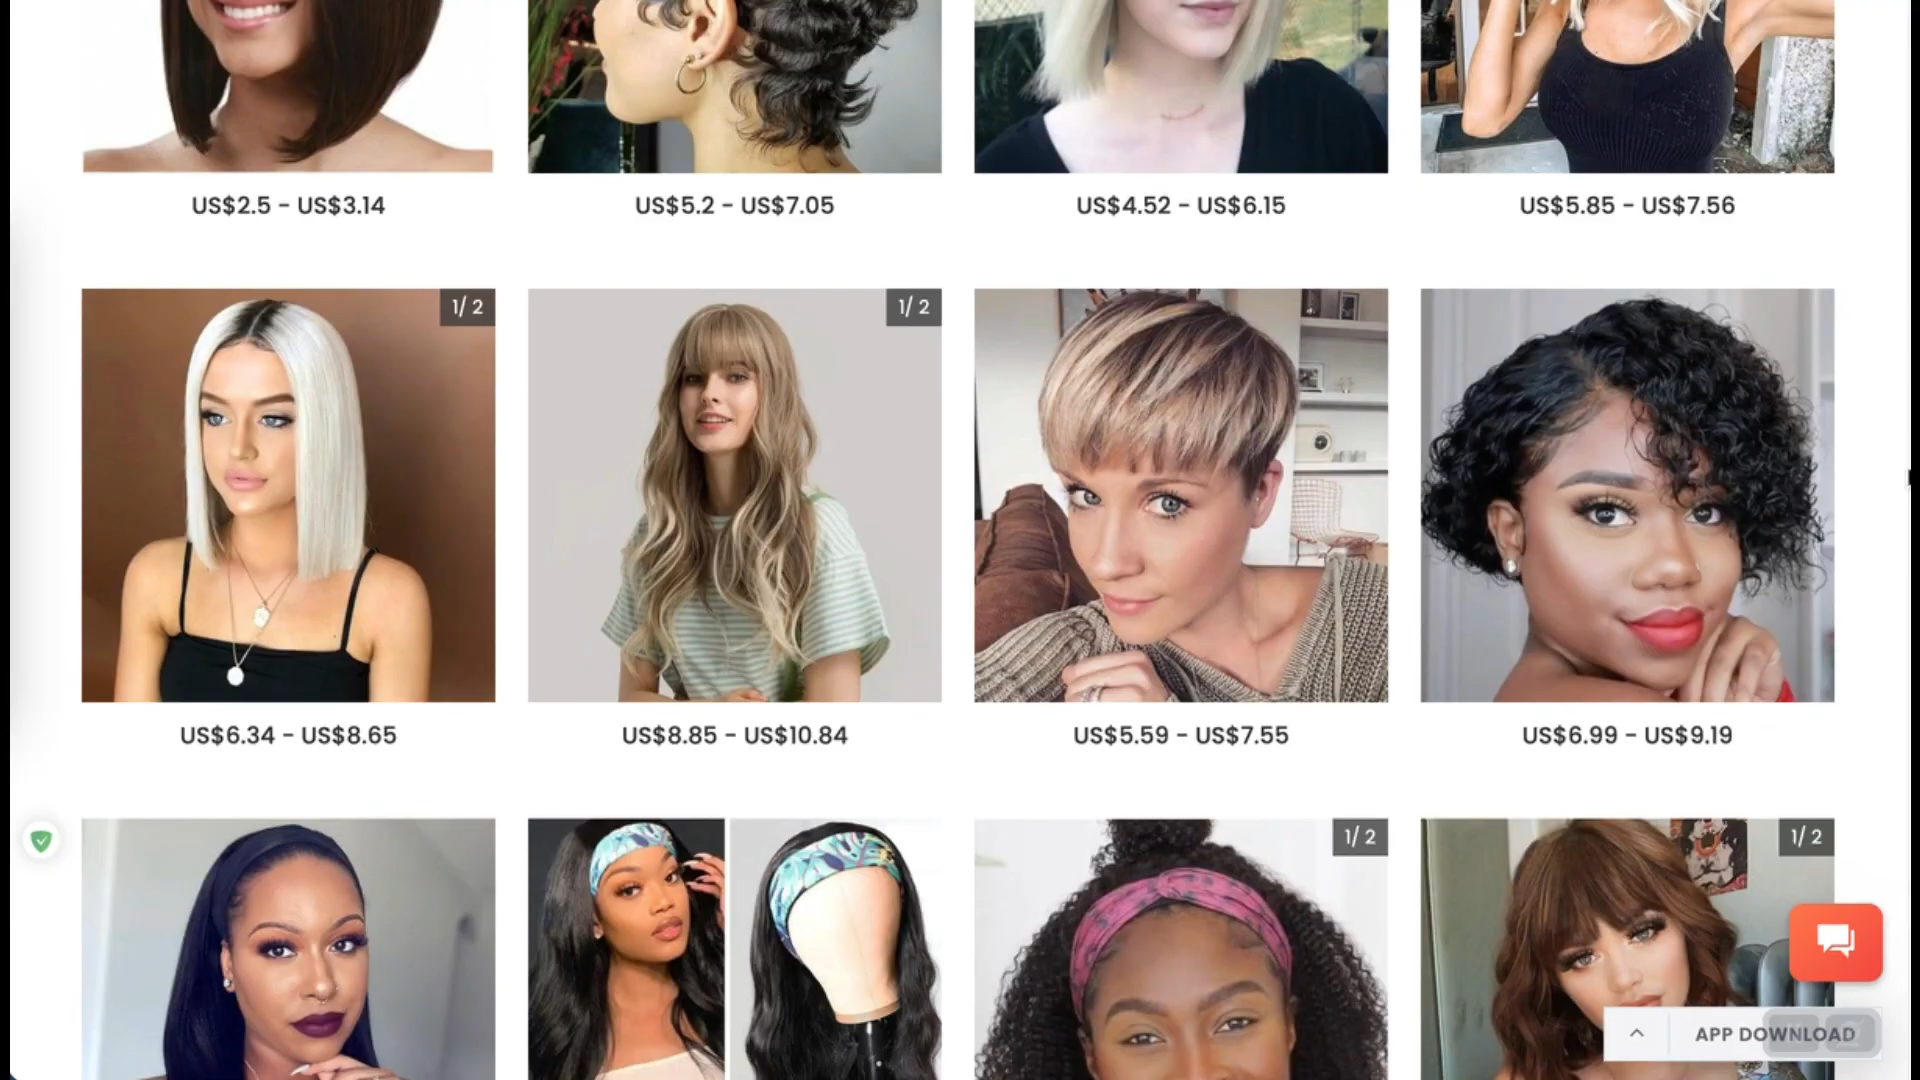 US$2.5 - US$3.14
US$5.2 - US$7.05
US$4.52 - US$6.15
US$5.85 - US$7.56
1/ 2
1/ 2
US$6.34 - US$8.65
US$8.85 - US$10.84
US$5.59 - US$7.55
US$6.99 - US$9.19
1/ 2
1/ 2
APP DOWNLOAD